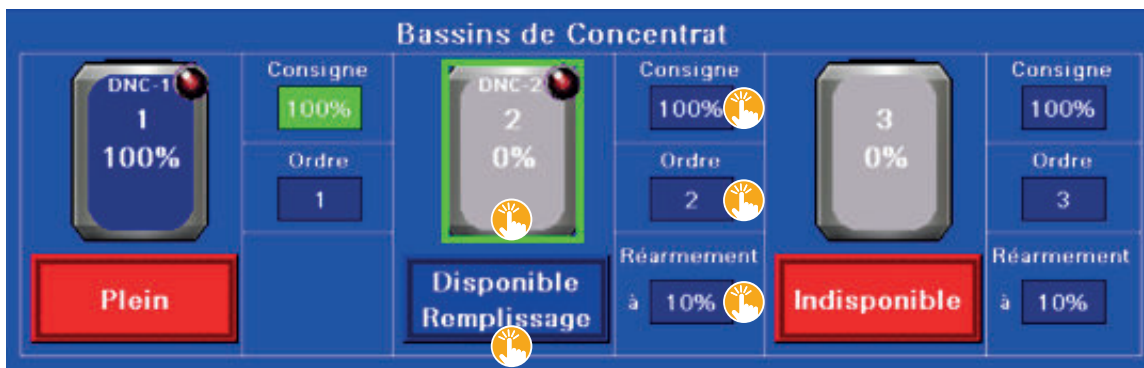 Bassins de Concentrat
DNC-1
1
100%
Plein
Consigne
100%
Ordre
1
DNC-2
2
0%
Disponible
Remplissage
Consigne
100%
Ordre
2
Réarmement
à 10%
3
0%
Indisponible
Consigne
100%
Ordre
3
Réarmement
à 10%